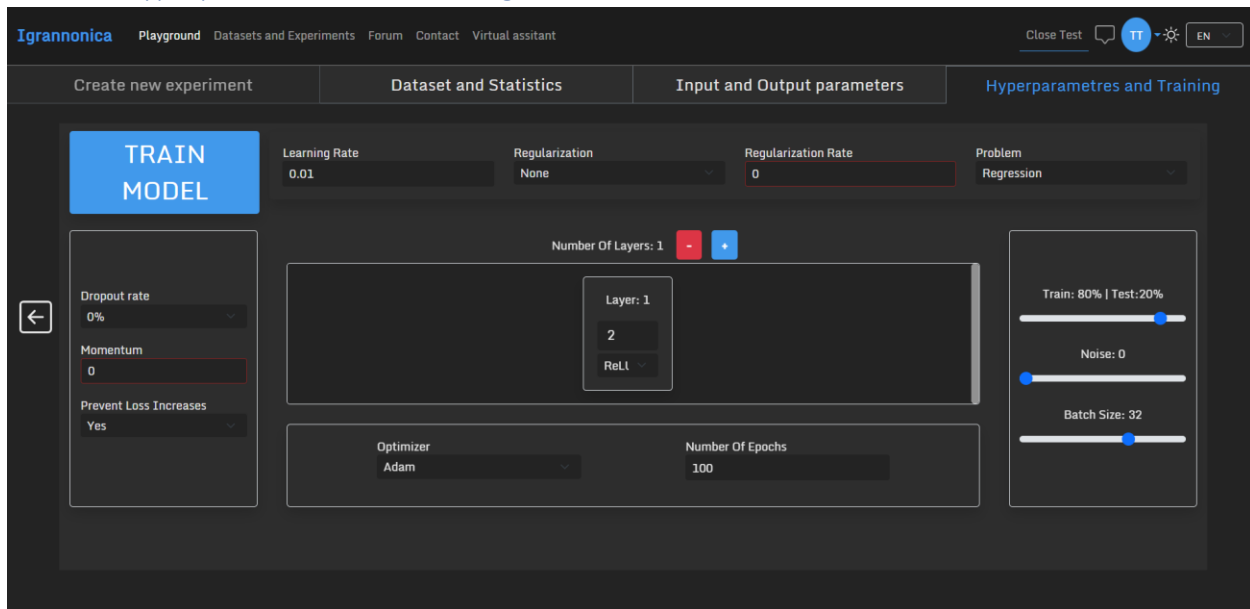 Igrannonica Playground Datasets and Experiments Forum Contact Virtual assitant Close Test TT EN
Create new experiment Dataset and Statistics Input and Output parameters Hyperparametres and Training
TRAIN
MODEL
Learning Rate Regularization Regularization Rate Problem
0.01 None 0 Regression
Number Of Layers: 1 - +
Dropout rate
0%
Momentum
0
Prevent Loss Increases
Yes
Layer: 1
2
ReLU
Optimizer Number Of Epochs
Adam 100
Train: 80% | Test:20%
Noise: 0
Batch Size: 32